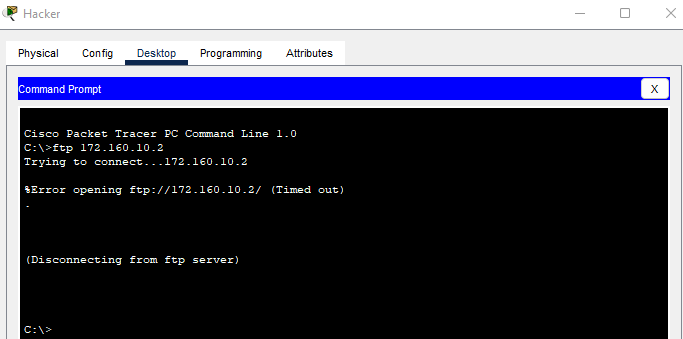 Hacker
Physical Config Desktop Programming Attributes
Command Prompt X
Cisco Packet Tracer PC Command Line 1.0
C:\>ftp 172.160.10.2
Trying to connect...172.160.10.2
%Error opening ftp://172.160.10.2/ (Timed out)
.
(Disconnecting from ftp server)
C:\>